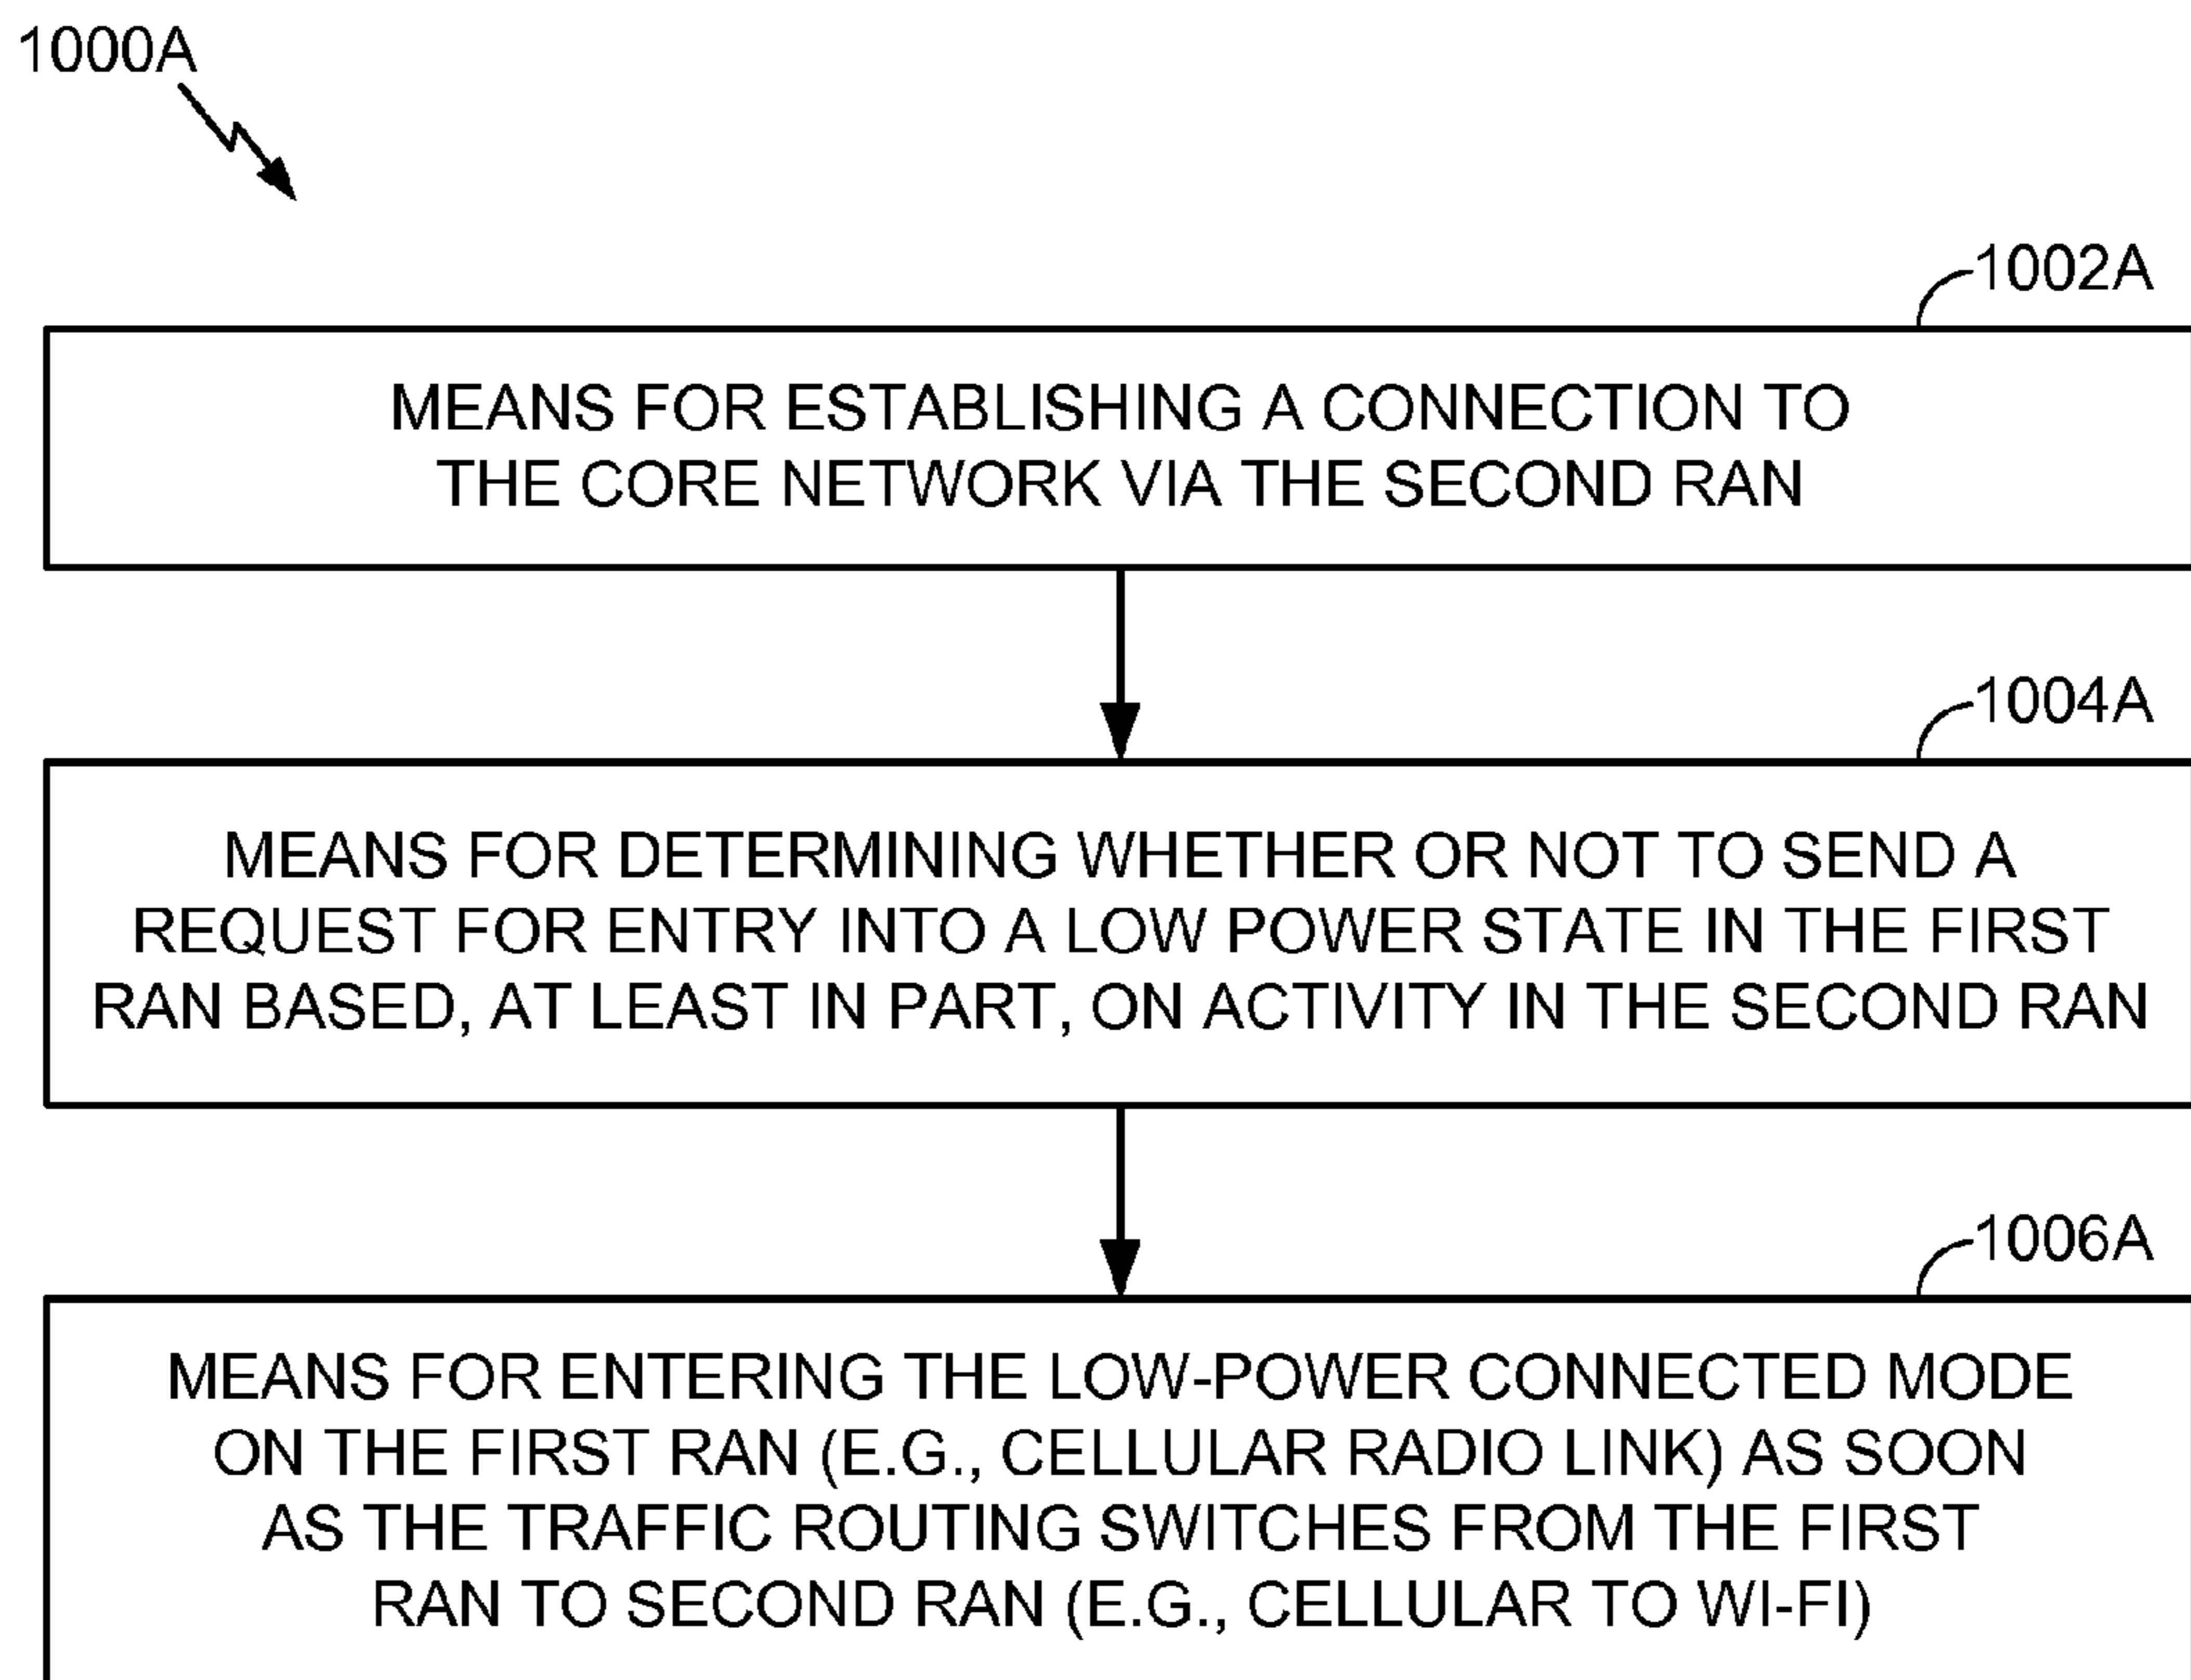 1000A
1002A
MEANS FOR ESTABLISHING A CONNECTION TO
THE CORE NETWORK VIA THE SECOND RAN
1004A
MEANS FOR DETERMINING WHETHER OR NOT TO SEND A
REQUEST FOR ENTRY INTO A LOW POWER STATE IN THE FIRST
RAN BASED, AT LEAST IN PART, ON ACTIVITY IN THE SECOND RAN
1006A
MEANS FOR ENTERING THE LOW-POWER CONNECTED MODE
ON THE FIRST RAN (E.G., CELLULAR RADIO LINK) AS SOON
AS THE TRAFFIC ROUTING SWITCHES FROM THE FIRST
RAN TO SECOND RAN (E.G., CELLULAR TO WI-FI)